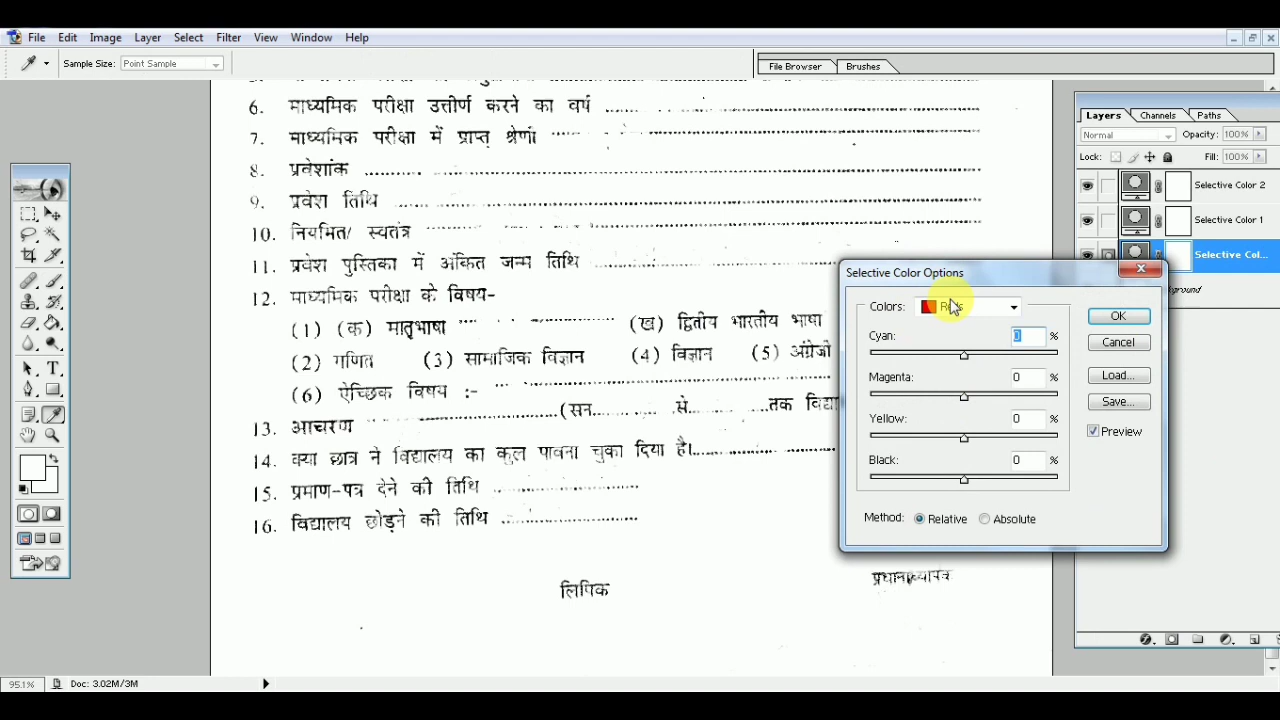 File Edit Image Layer Select Filter View Window Help
Sample Size: Point Sample File Browser Brushes
6. माध्यमिक परीक्षा उत्तीर्ण करने का वर्ष
7. माध्यमिक परीक्षा में प्राप्त श्रेणी
8. प्रवेशांक
9. प्रवेश तिथि
10. नियमित/ स्वतंत्र
11. प्रवेश पुस्तिका में अंकित जन्म तिथि
12. माध्यमिक परीक्षा के विषय-
(1) (क) मातृभाषा (ख) द्वितीय भारतीय भाषा
(2) गणित (3) सामाजिक विज्ञान (4) विज्ञान (5) अंग्रेजी
(6) ऐच्छिक विषय :-
13. आचरण (सन से तक
14. क्या छात्र ने विद्यालय का कुल पावना चुका दिया है।
15. प्रमाण-पत्र देने की तिथि
16. विद्यालय छोड़ने की तिथि
लिपिक
Layers Channels Paths
Normal Opacity: 100%
Lock: Fill: 100%
Selective Color 2
Selective Color 1
Selective Col...
Selective Color Options
Colors:
Cyan: 0 %
Magenta: 0 %
Yellow: 0 %
Black: 0 %
Method: Relative Absolute
OK
Cancel
Load...
Save...
Preview
95.1% Doc: 3.02M/3M